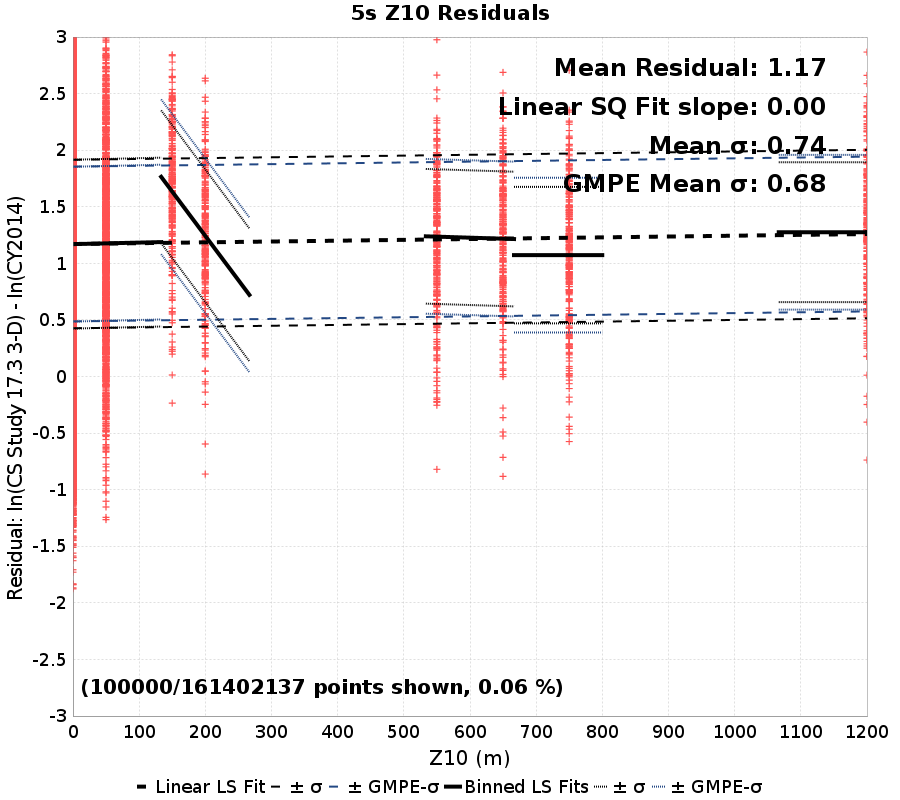 5s Z10 Residuals
Mean Residual: 1.17
Linear SQ Fit slope: 0.00
Mean σ: 0.74
GMPE Mean σ: 0.68
Residual: ln(CS Study 17.3 3-D) - ln(CY2014)
3
2.5
2
1.5
1
0.5
0
-0.5
-1
-1.5
-2
-2.5
-3
(100000/161402137 points shown, 0.06 %)
0 100 200 300 400 500 600 700 800 900 1000 1100 1200
Z10 (m)
Linear LS Fit ± σ ± GMPE-σ Binned LS Fits ± σ ± GMPE-σ